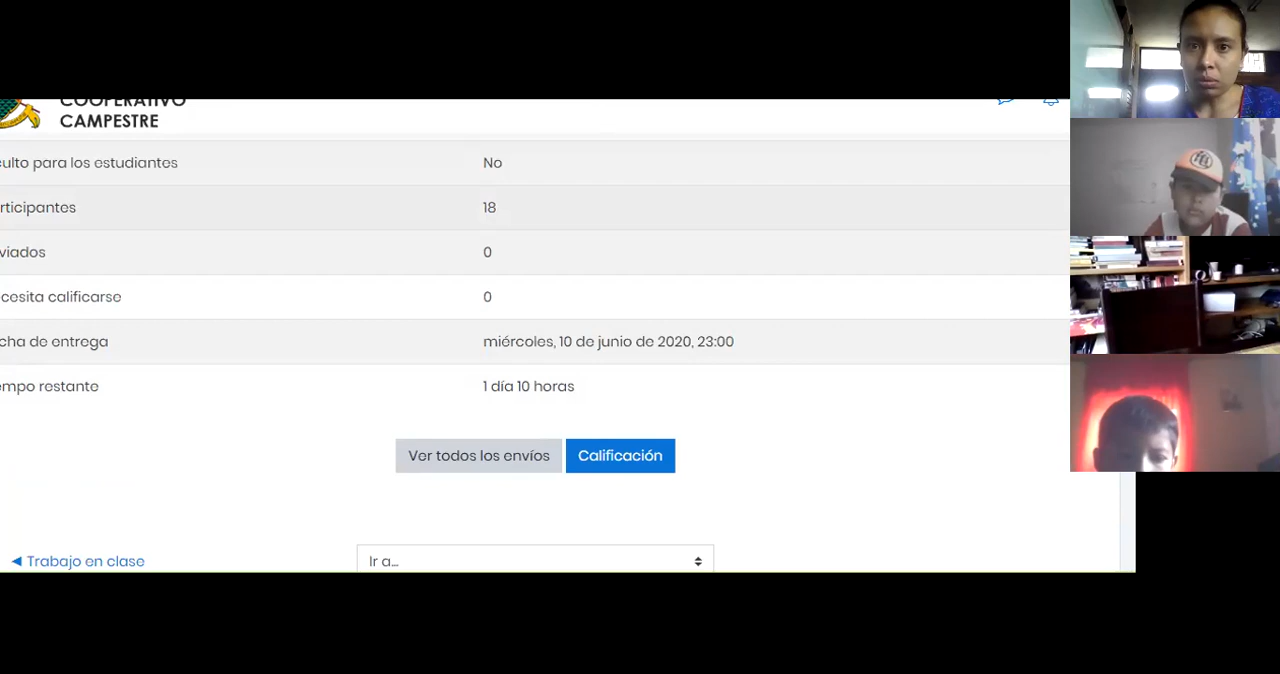 COOPERATIVO
CAMPESTRE
culto para los estudiantes No
rticipantes 18
viados 0
cesita calificarse 0
cha de entrega miércoles, 10 de junio de 2020, 23:00
empo restante 1 día 10 horas
Ver todos los envíos Calificación
◄ Trabajo en clase Ir a...